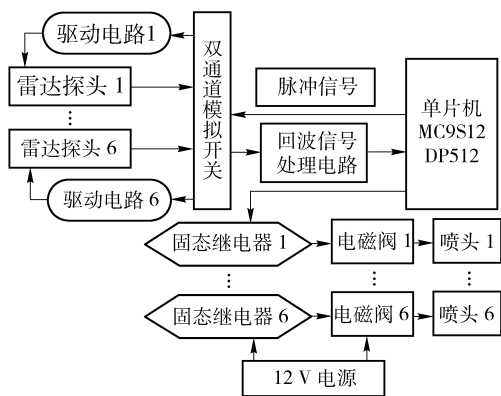 驱动电路1
雷达探头 1
⋮
雷达探头 6
驱动电路 6
双通道模拟开关
脉冲信号
回波信号
处理电路
单片机
MC9S12
DP512
固态继电器 1
电磁阀 1
喷头 1
⋮
⋮
⋮
固态继电器 6
电磁阀 6
喷头 6
12 V 电源